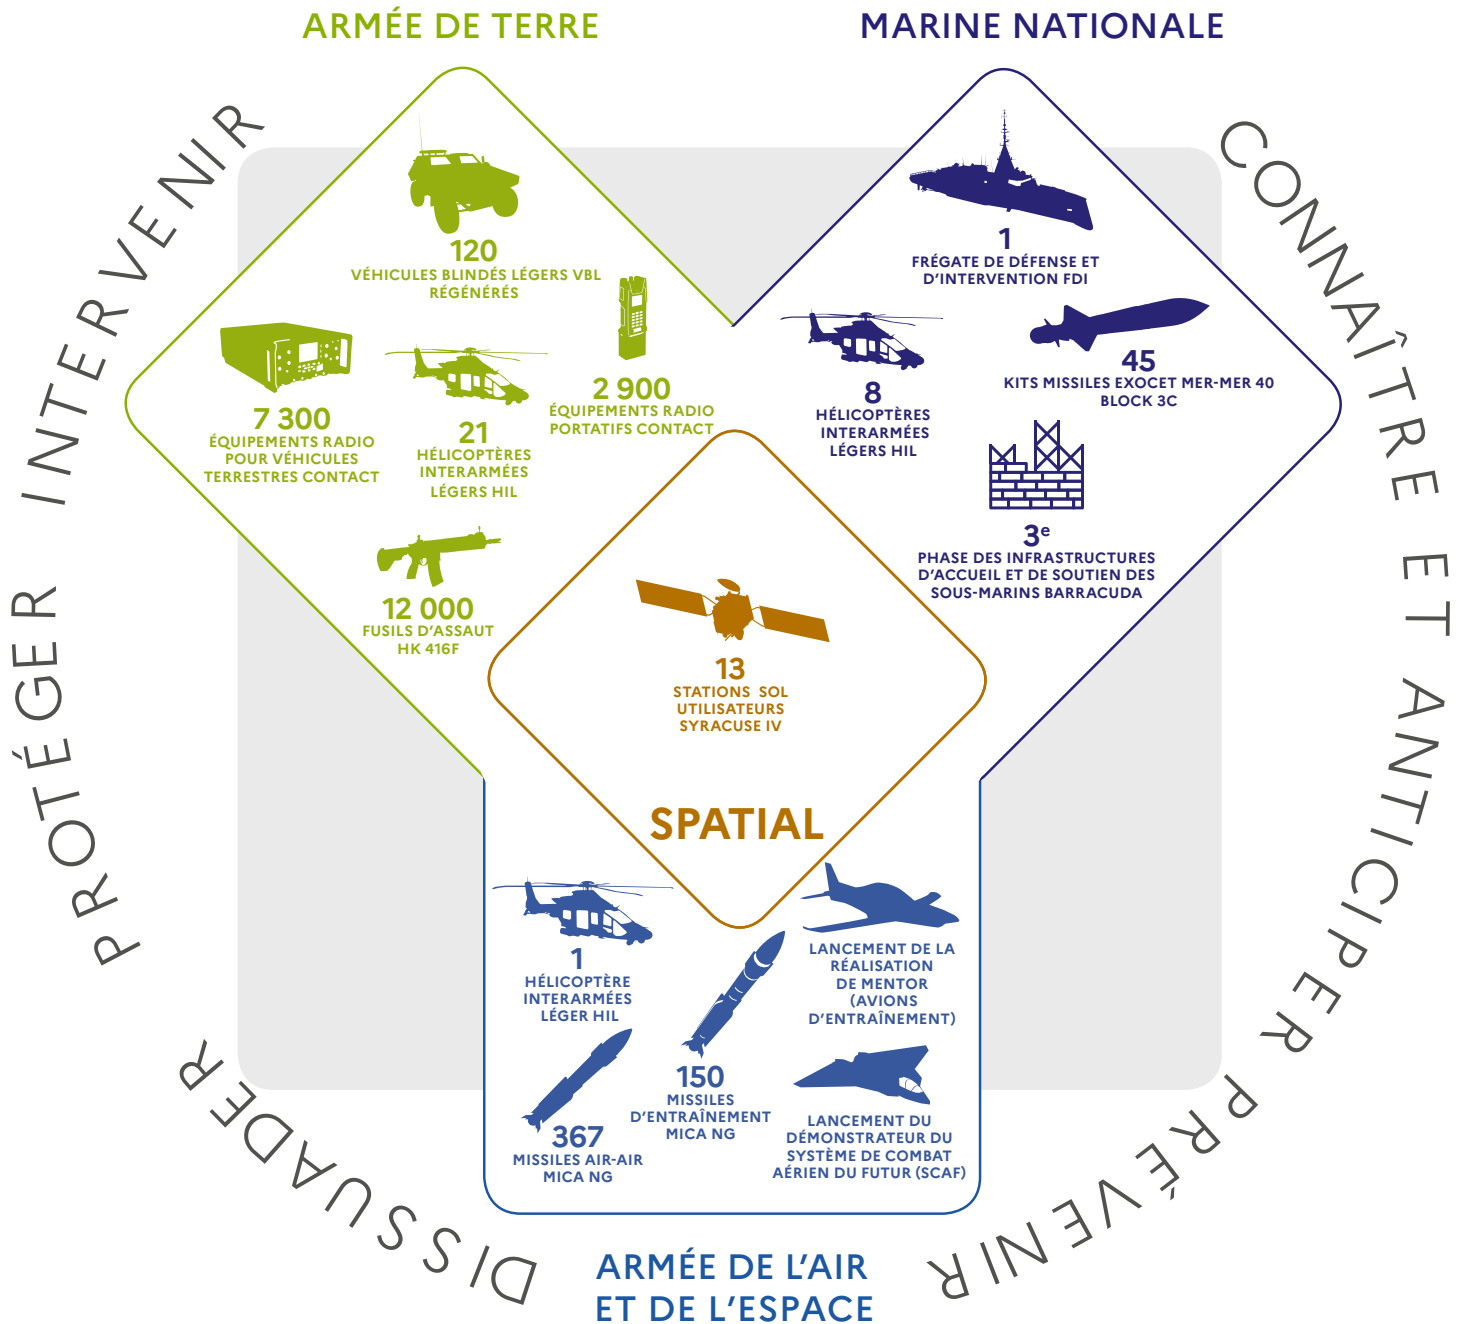 ARMÉE DE TERRE
MARINE NATIONALE
PROTÉGER INTERVENIR
CONNAÎTRE ET ANTICIPER PRÉVENIR
DISSUADER
120
VÉHICULES BLINDÉS LÉGERS VBL
RÉGÉNÉRÉS
7 300
ÉQUIPEMENTS RADIO
POUR VÉHICULES
TERRESTRES CONTACT
21
HÉLICOPTÈRES
INTERARMÉES
LÉGERS HIL
2 900
ÉQUIPEMENTS RADIO
PORTATIFS CONTACT
12 000
FUSILS D'ASSAUT
HK 416F
1
FRÉGATE DE DÉFENSE ET
D'INTERVENTION FDI
8
HÉLICOPTÈRES
INTERARMÉES
LÉGERS HIL
45
KITS MISSILES EXOCET MER-MER 40
BLOCK 3C
3e
PHASE DES INFRASTRUCTURES
D'ACCUEIL ET DE SOUTIEN DES
SOUS-MARINS BARRACUDA
13
STATIONS SOL
UTILISATEURS
SYRACUSE IV
SPATIAL
1
HÉLICOPTÈRE
INTERARMÉES
LÉGER HIL
367
MISSILES AIR-AIR
MICA NG
150
MISSILES
D'ENTRAÎNEMENT
MICA NG
LANCEMENT DE LA
RÉALISATION
DE MENTOR
(AVIONS
D'ENTRAÎNEMENT)
LANCEMENT DU
DÉMONSTRATEUR DU
SYSTÈME DE COMBAT
AÉRIEN DU FUTUR (SCAF)
ARMÉE DE L'AIR
ET DE L'ESPACE